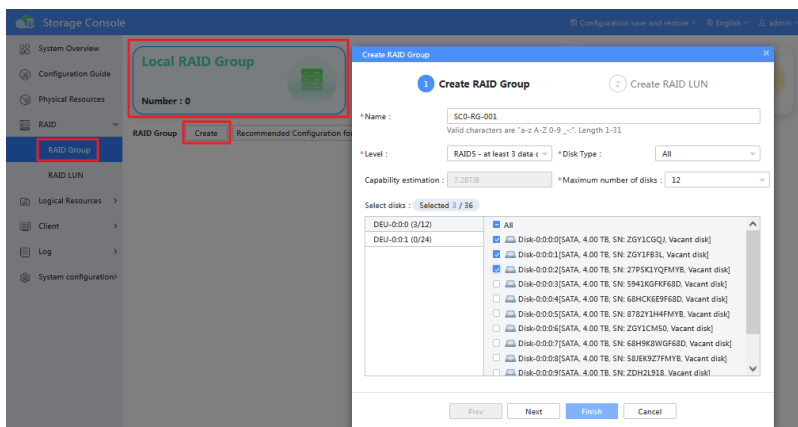 Storage Console
Configuration save and restore
English
admin
System Overview
Configuration Guide
Physical Resources
RAID
RAID Group
RAID LUN
Logical Resources
Client
Log
System configuration
Local RAID Group
Number : 0
RAID Group
Create
Recommended Configuration for
Create RAID Group
1 Create RAID Group
2 Create RAID LUN
* Name :
SC0-RG-001
Valid characters are "a-z A-Z 0-9 _-:". Length 1-31
* Level :
RAID5 - at least 3 data c
* Disk Type :
All
Capability estimation :
7.28TiB
* Maximum number of disks :
12
Select disks :
Selected 3 / 36
DEU-0:0:0 (3/12)
DEU-0:0:1 (0/24)
All
Disk-0:0:0:0[SATA, 4.00 TB, SN: ZGY1CGQJ, Vacant disk]
Disk-0:0:0:1[SATA, 4.00 TB, SN: ZGY1FB3L, Vacant disk]
Disk-0:0:0:2[SATA, 4.00 TB, SN: 27PSK1YQFMYB, Vacant disk]
Disk-0:0:0:3[SATA, 4.00 TB, SN: 5941KGFKF68D, Vacant disk]
Disk-0:0:0:4[SATA, 4.00 TB, SN: 68HCK6E9F68D, Vacant disk]
Disk-0:0:0:5[SATA, 4.00 TB, SN: 8782Y1H4FMYB, Vacant disk]
Disk-0:0:0:6[SATA, 4.00 TB, SN: ZGY1CM50, Vacant disk]
Disk-0:0:0:7[SATA, 4.00 TB, SN: 68H9K8WGF68D, Vacant disk]
Disk-0:0:0:8[SATA, 4.00 TB, SN: 58JEK9Z7FMYB, Vacant disk]
Disk-0:0:0:9[SATA, 4.00 TB, SN: ZDH2L918, Vacant disk]
Prev
Next
Finish
Cancel